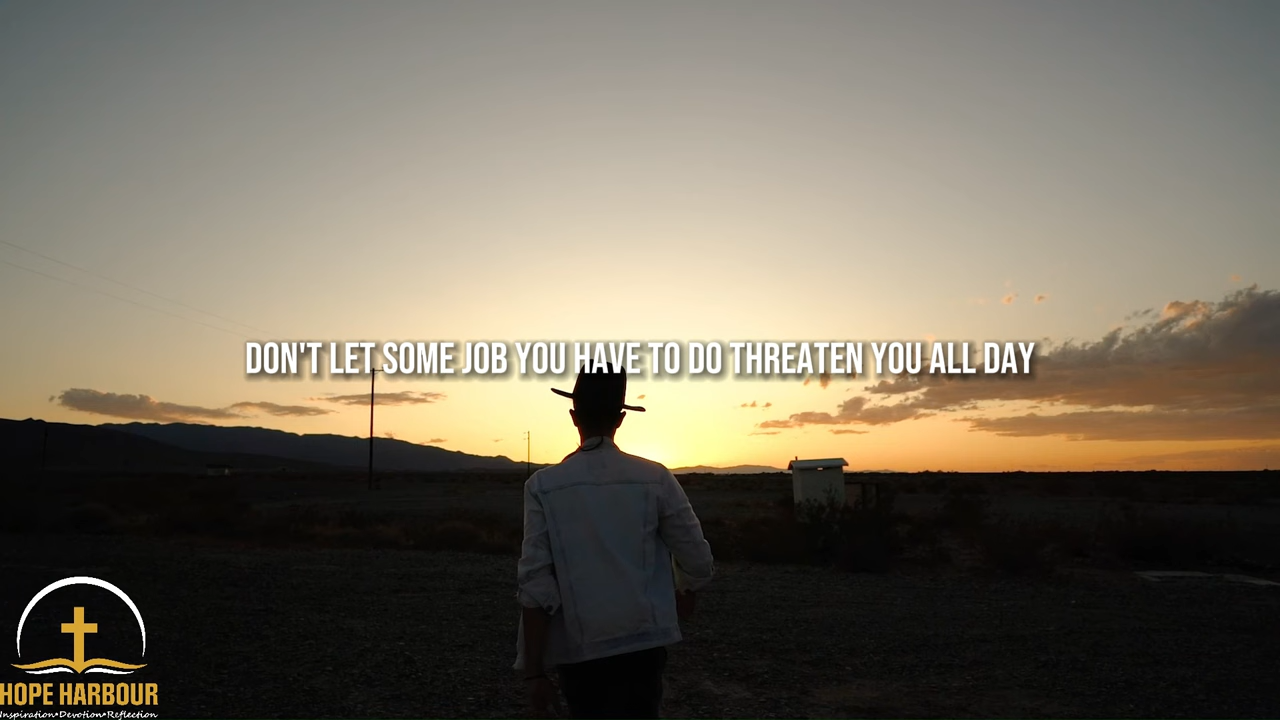 DON'T LET SOME JOB YOU HAVE TO DO THREATEN YOU ALL DAY
HOPE HARBOUR
Inspiration•Devotion•Reflection